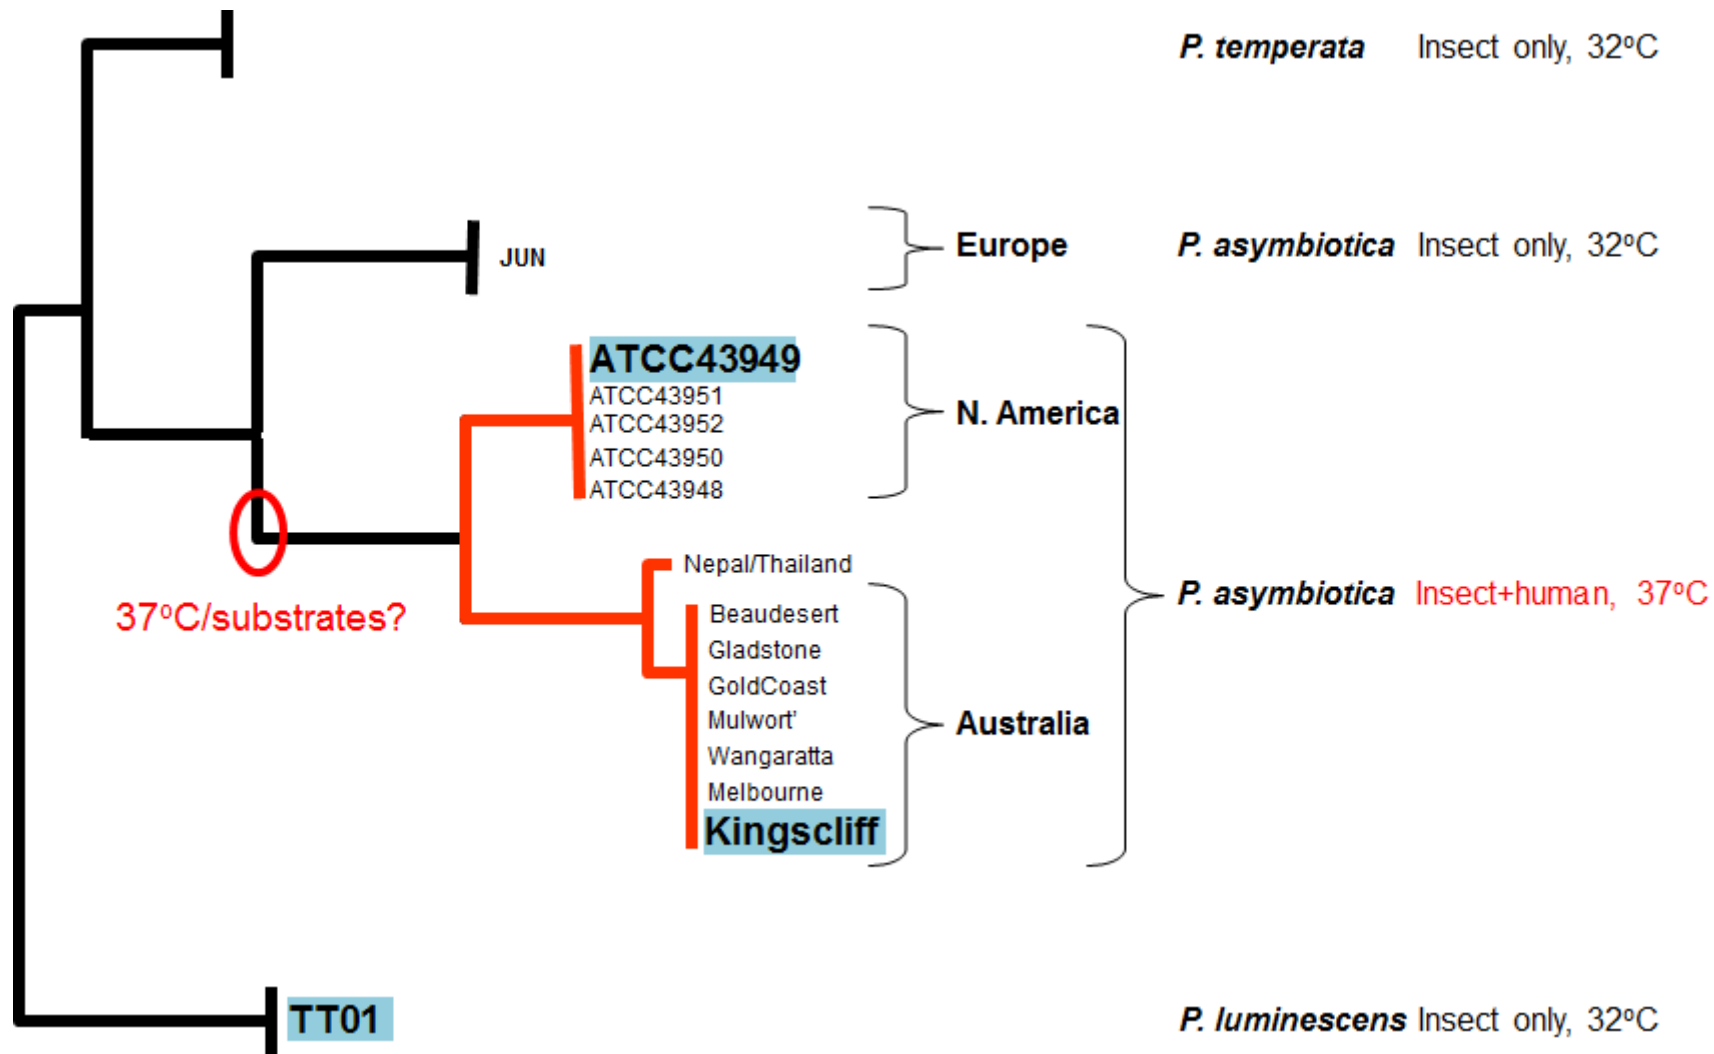 P. temperata Insect only, 32ºC
JUN
Europe
P. asymbiotica Insect only, 32ºC
ATCC43949
ATCC43951
ATCC43952
ATCC43950
ATCC43948
N. America
37ºC/substrates?
Nepal/Thailand
Beaudesert
Gladstone
GoldCoast
Mulwort’
Wangaratta
Melbourne
Kingscliff
Australia
P. asymbiotica Insect+human, 37ºC
TT01
P. luminescens Insect only, 32ºC